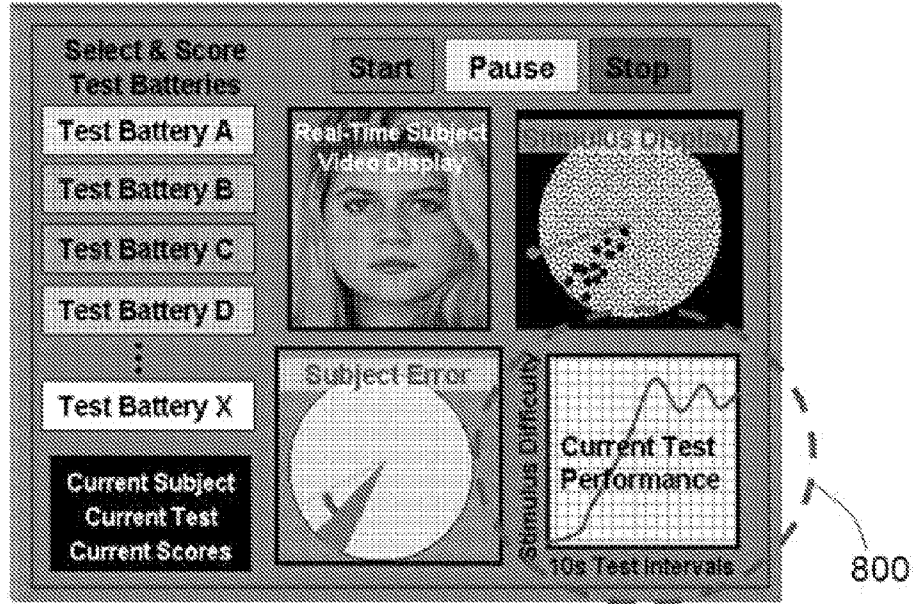 Select & Score
Test Batteries
Start
Pause
Stop
Test Battery A
Test Battery B
Test Battery C
Test Battery D
Test Battery X
Current Subject
Current Test
Current Scores
Real-Time Subject
Video Display
Stimulus Display
Subject Error
Stimulus Difficulty
Current Test
Performance
10s Test Intervals
800